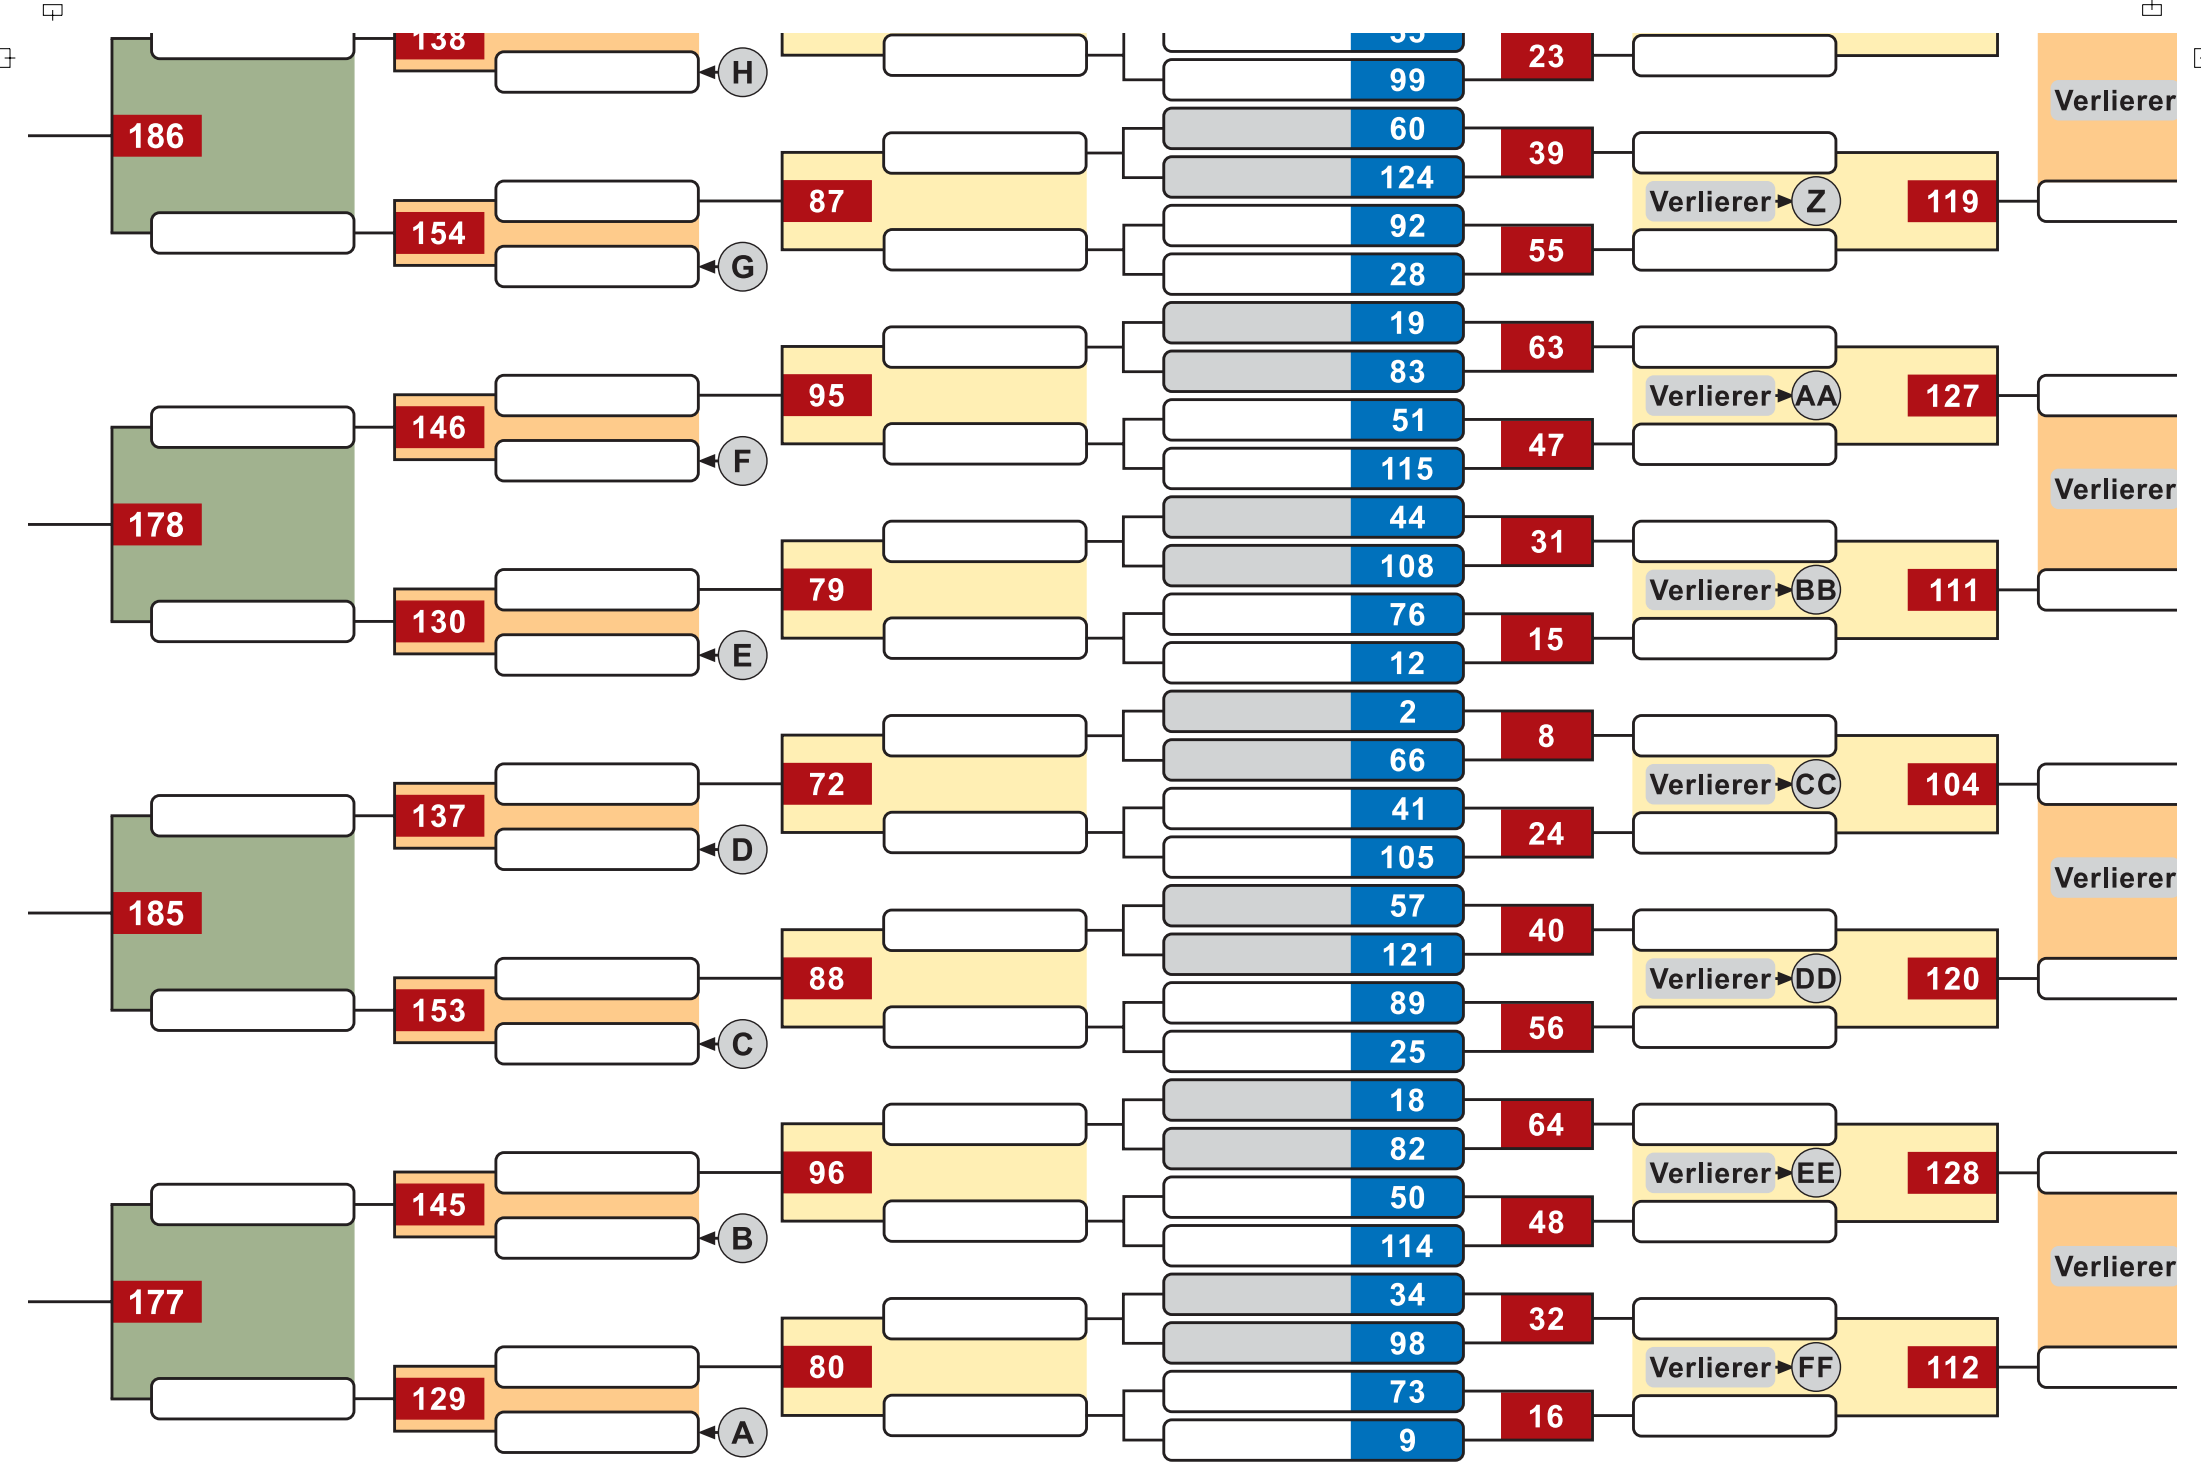 138 33 23
H 99 Verlierer
186 60 39
124
154 87 92 55 Verlierer Z 119
G 28
19 63
83
146 95 51 47 Verlierer AA 127
F 115 Verlierer
178 44 31
108
130 79 76 15 Verlierer BB 111
E 12
2 8
66
137 72 41 24 Verlierer CC 104
D 105 Verlierer
185 57 40
121
153 88 89 56 Verlierer DD 120
C 25
18 64
82
145 96 50 48 Verlierer EE 128
B 114 Verlierer
177 34 32
98
129 80 73 16 Verlierer FF 112
A 9